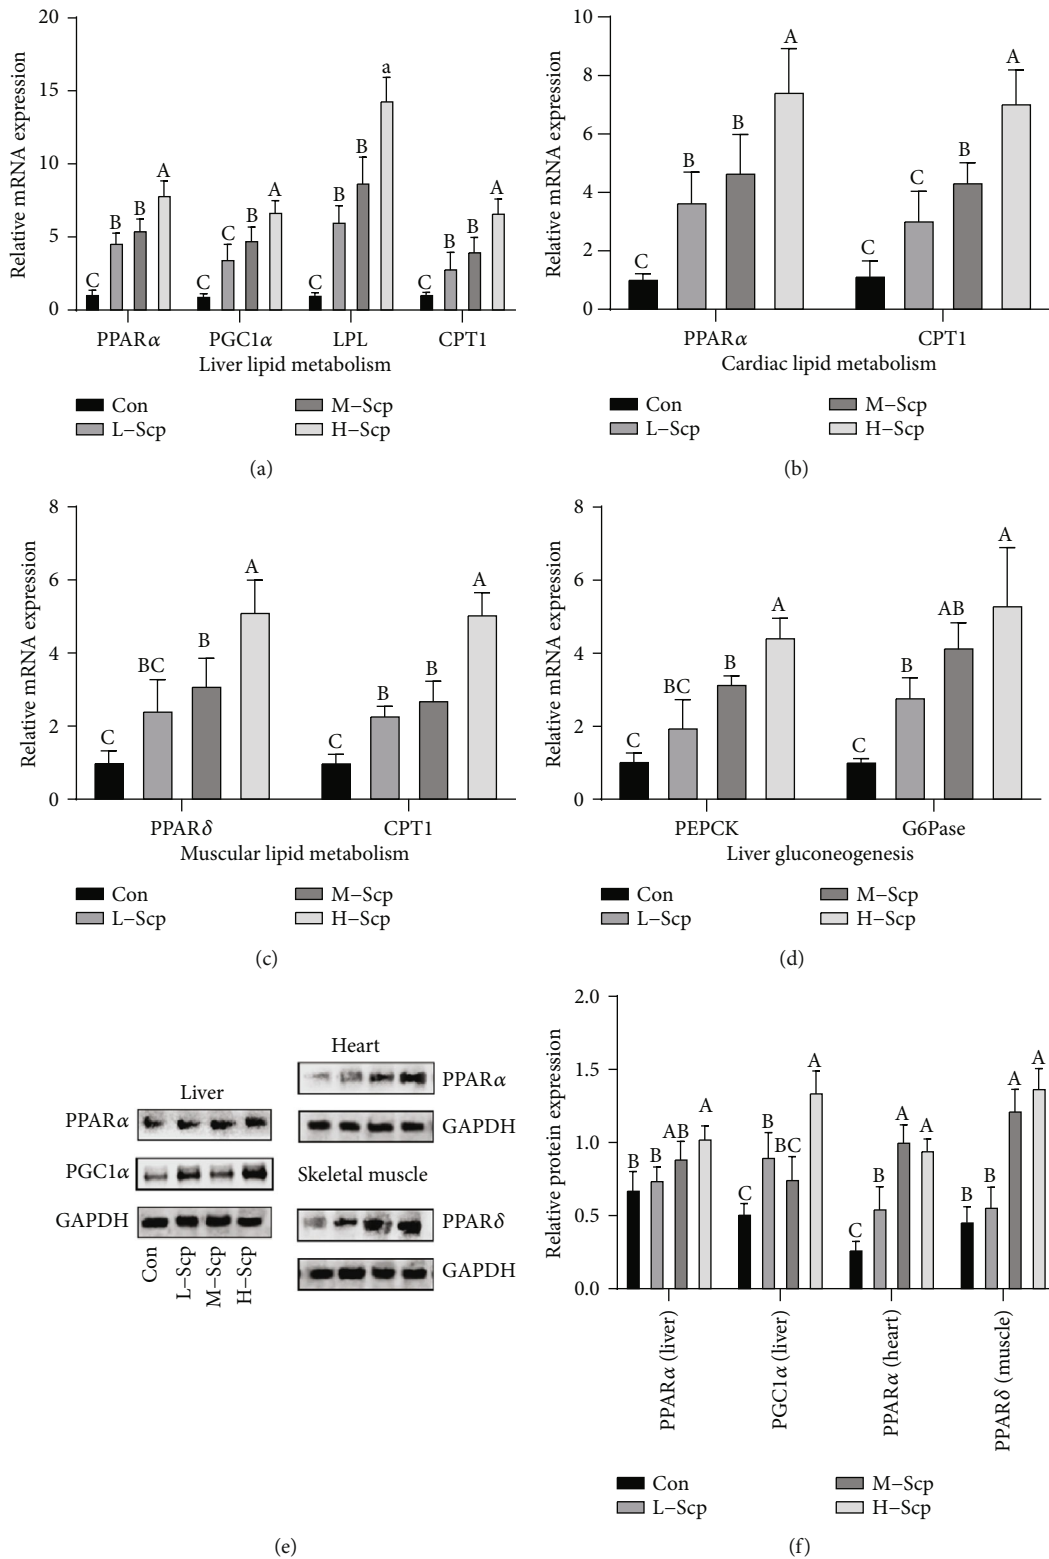 20
15
10
5
0
Relative mRNA expression
C B B A
C C B A
C B B a
C B B A
PPARα PGC1α LPL CPT1
Liver lipid metabolism
Con M−Scp
L−Scp H−Scp
(a)
10
8
6
4
2
0
Relative mRNA expression
C B B A
C C B A
PPARα CPT1
Cardiac lipid metabolism
Con M−Scp
L−Scp H−Scp
(b)
8
6
4
2
0
Relative mRNA expression
C BC B A
C B B A
PPARδ CPT1
Muscular lipid metabolism
Con M−Scp
L−Scp H−Scp
(c)
8
6
4
2
0
Relative mRNA expression
C BC B A
C B AB A
PEPCK G6Pase
Liver gluconeogenesis
Con M−Scp
L−Scp H−Scp
(d)
Liver
PPARα
PGC1α
GAPDH
Con
L−Scp
M−Scp
H−Scp
Heart
PPARα
GAPDH
Skeletal muscle
PPARδ
GAPDH
(e)
2.0
1.5
1.0
0.5
0.0
Relative protein expression
B B AB A
C B BC A
C B A A
B B A A
PPARα (liver)
PGC1α (liver)
PPARα (heart)
PPARδ (muscle)
Con M−Scp
L−Scp H−Scp
(f)